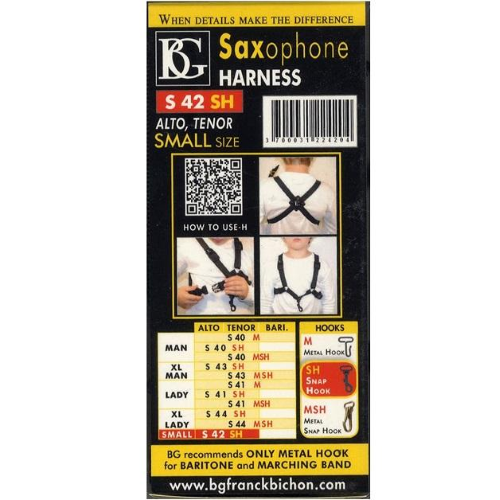 WHEN DETAILS MAKE THE DIFFERENCE
BG
Saxophone
HARNESS
S 42 SH
ALTO, TENOR
SMALL SIZE
3 700031 224204
HOW TO USE-H
ALTO TENOR BARI. HOOKS
MAN
S 40 M
S 40 SH
S 40 MSH
XL MAN
S 43 SH
S 43 MSH
LADY
S 41 M
S 41 SH
S 41 MSH
XL LADY
S 44 SH
S 44 MSH
SMALL S 42 SH
M
METAL HOOK
SH
SNAP
HOOK
MSH
METAL
SNAP HOOK
BG recommends ONLY METAL HOOK
for BARITONE and MARCHING BAND
www.bgfranckbichon.com